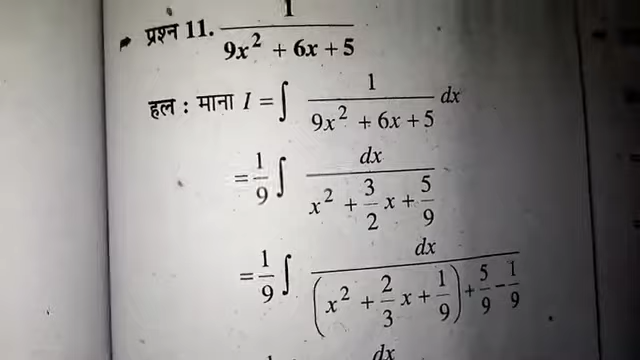 प्रश्न 11. 1/(9x² + 6x + 5)
हल : माना I = ∫ 1/(9x² + 6x + 5) dx
= 1/9 ∫ dx/(x² + 3/2 x + 5/9)
= 1/9 ∫ dx/((x² + 2/3 x + 1/9) + 5/9 − 1/9)
dx